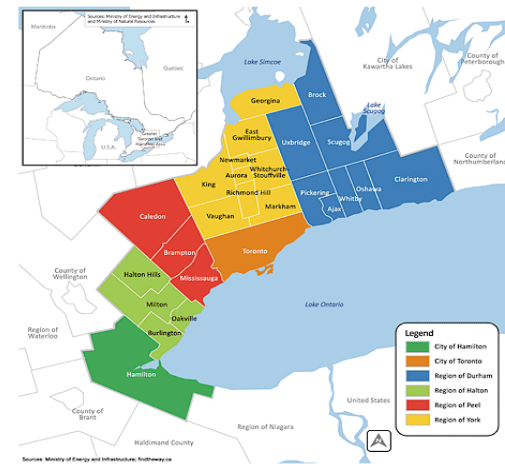 Sources: Ministry of Energy and Infrastructure
and Ministry of Natural Resources
Manitoba
Ontario
Quebec
U.S.A.
Greater
Lake Simcoe
City of
Kawartha Lakes
County of
Peterborough
County of
Northumberland
Georgina
Brock
Lake
Scugog
East
Gwillimbury
Uxbridge
Scugog
Newmarket
Aurora
Whitchurch-
Stouffville
King
Richmond Hill
Vaughan
Markham
Pickering
Ajax
Whitby
Oshawa
Clarington
Caledon
Brampton
Mississauga
Toronto
Halton Hills
Milton
Oakville
Burlington
Hamilton
Lake Ontario
County of
Wellington
Region of
Waterloo
County of
Brant
Haldimand County
Region of Niagara
United States
Legend
City of Hamilton
City of Toronto
Region of Durham
Region of Halton
Region of Peel
Region of York
Sources: Ministry of Energy and Infrastructure; findtheway.ca